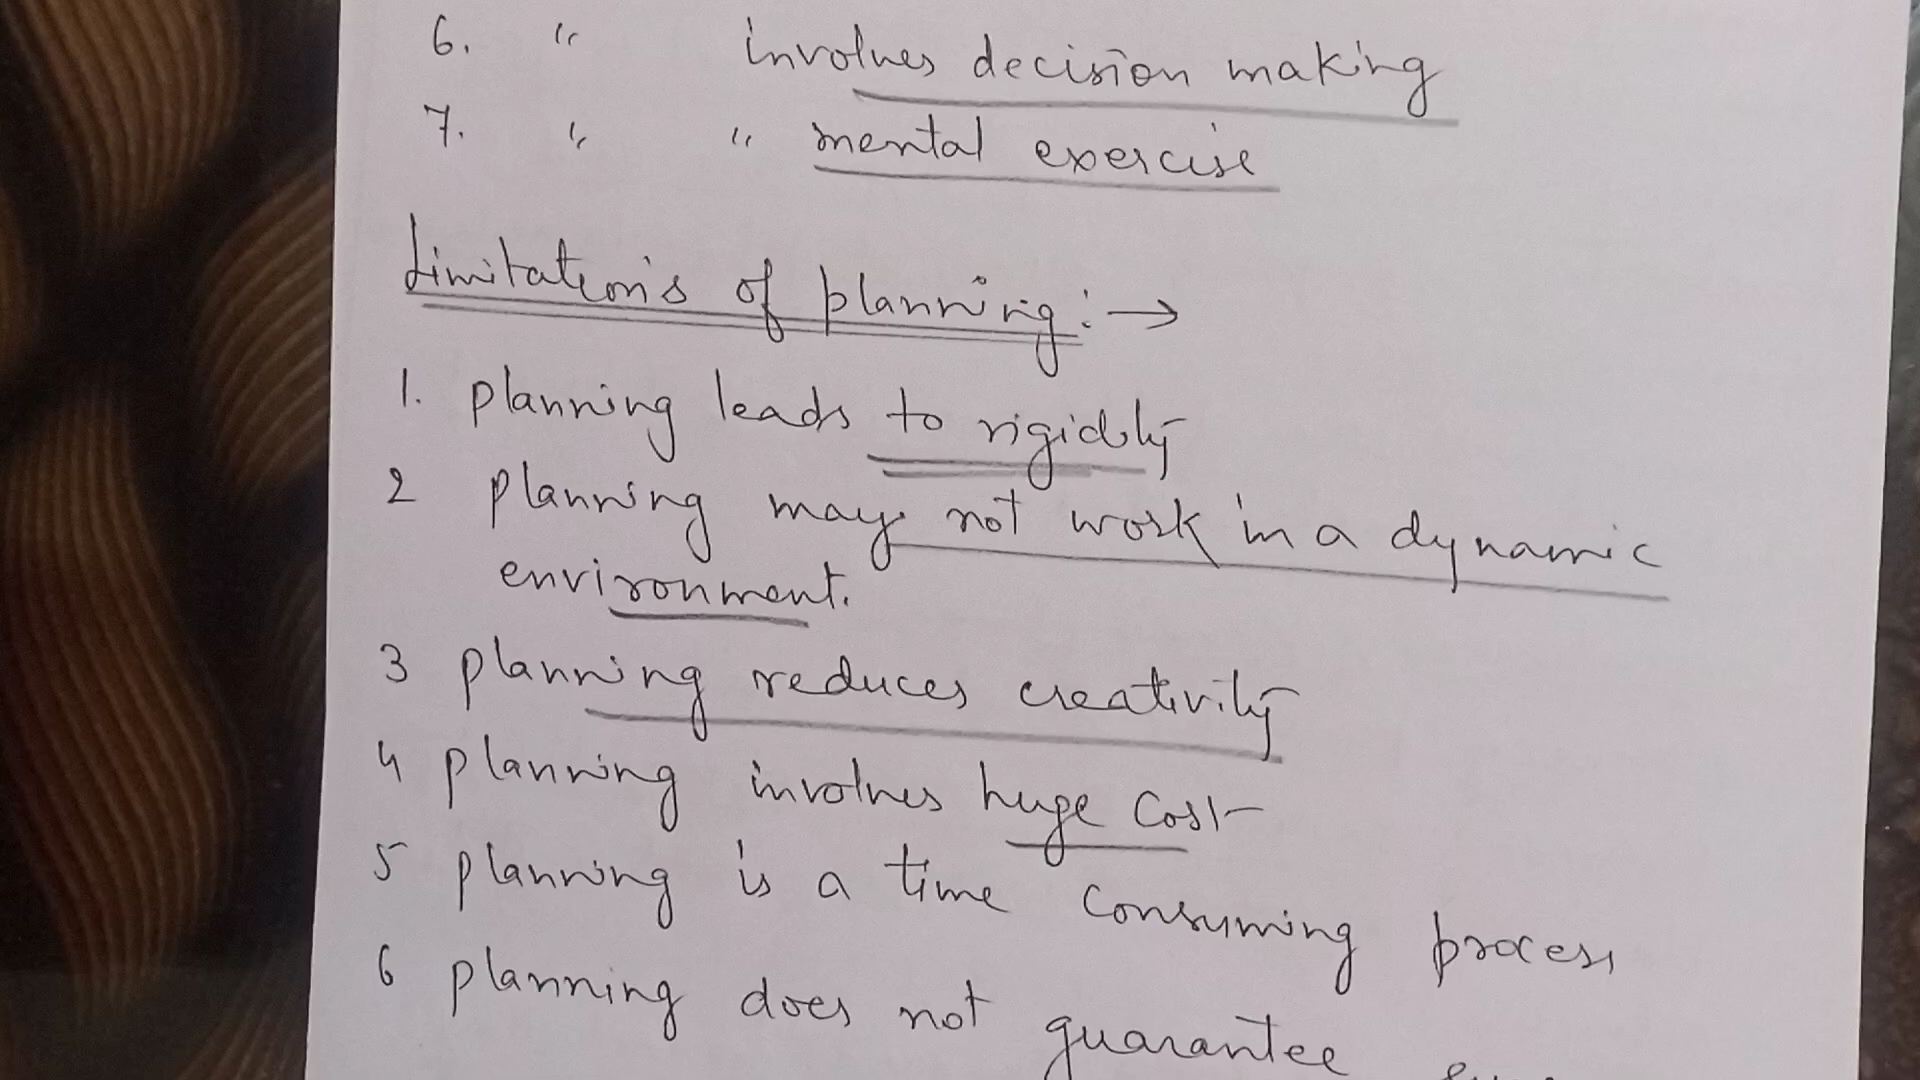 6. " involves decision making
7. " " mental exercise
Limitation's of planning :→
1. planning leads to rigidity
2 planning may not work in a dynamic
environment.
3 planning reduces creativity
4 planning involves huge cost
5 planning is a time consuming process
6 planning does not guarantee